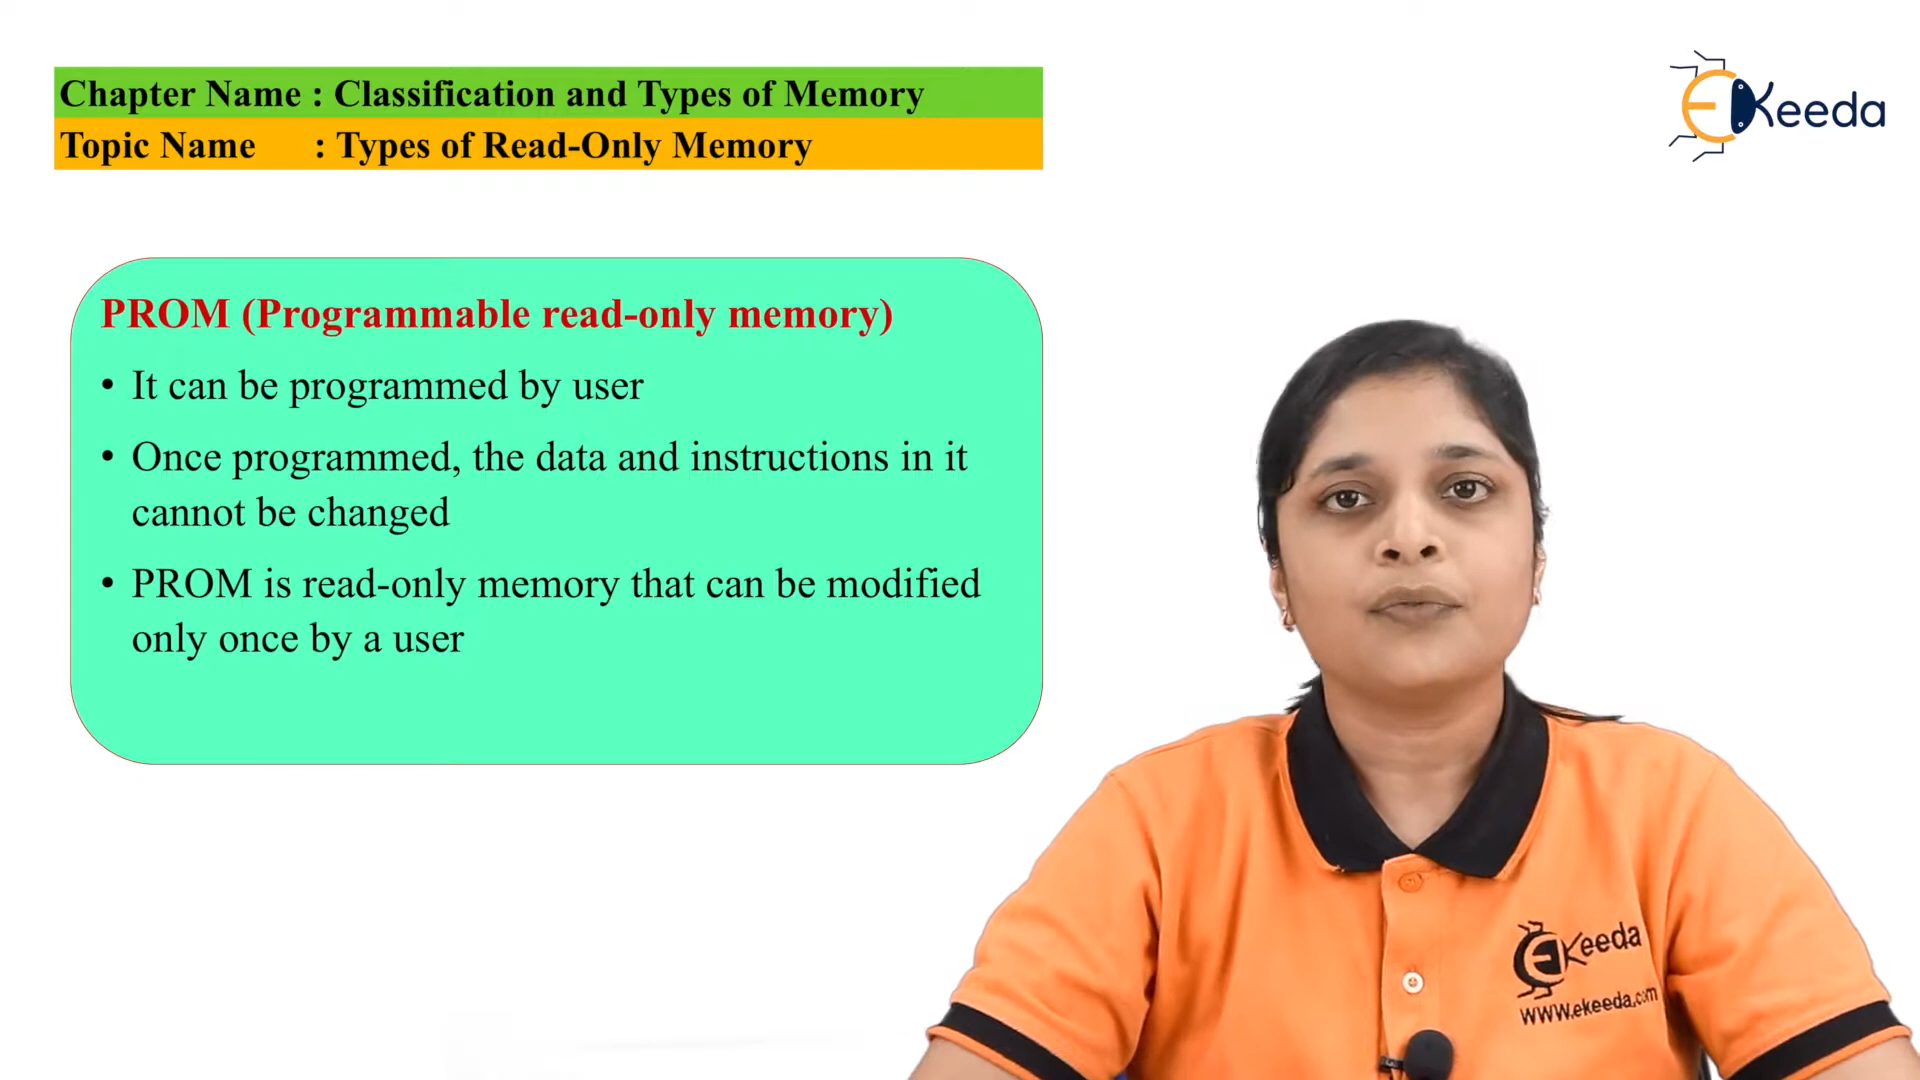 Chapter Name : Classification and Types of Memory
Topic Name : Types of Read-Only Memory
EKeeda
PROM (Programmable read-only memory)
• It can be programmed by user
• Once programmed, the data and instructions in it
cannot be changed
• PROM is read-only memory that can be modified
only once by a user
EKeeda
www.ekeeda.com